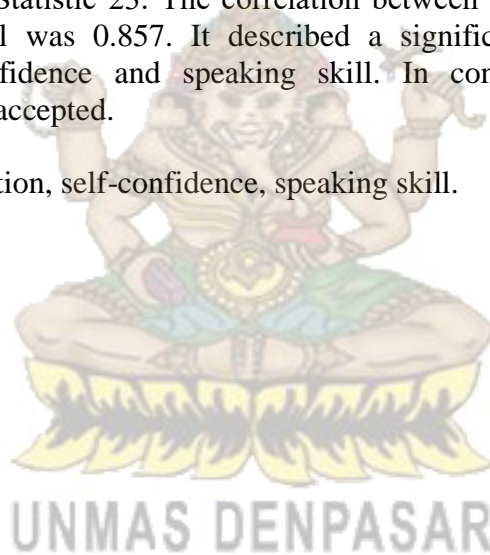 Statistic 25. The correlation between
l was 0.857. It described a signific
fidence and speaking skill. In con
accepted.
tion, self-confidence, speaking skill.
UNMAS DENPASAR